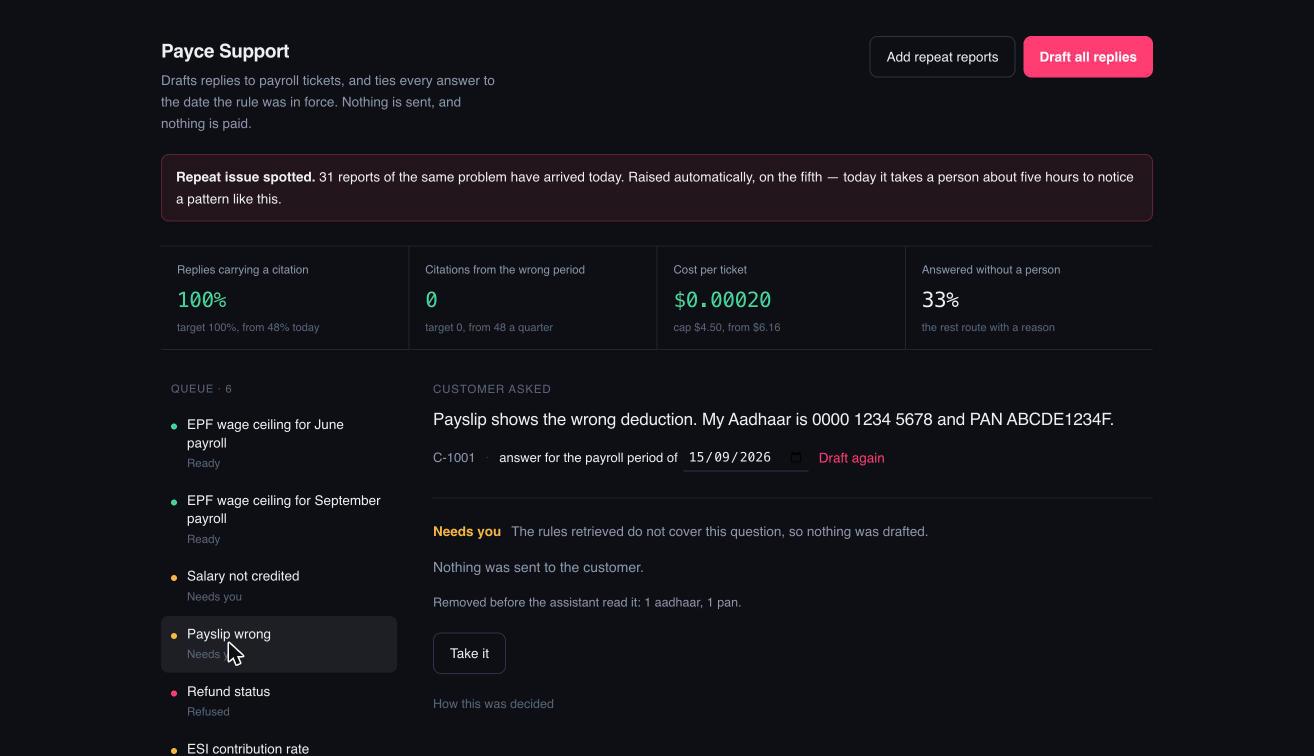 Payce Support
Add repeat reports
Draft all replies
Drafts replies to payroll tickets, and ties every answer to
the date the rule was in force. Nothing is sent, and
nothing is paid.
Repeat issue spotted. 31 reports of the same problem have arrived today. Raised automatically, on the fifth — today it takes a person about five hours to notice
a pattern like this.
Replies carrying a citation
100%
target 100%, from 48% today
Citations from the wrong period
0
target 0, from 48 a quarter
Cost per ticket
$0.00020
cap $4.50, from $6.16
Answered without a person
33%
the rest route with a reason
QUEUE · 6
EPF wage ceiling for June
payroll
Ready
EPF wage ceiling for September
payroll
Ready
Salary not credited
Needs you
Payslip wrong
Needs
Refund status
Refused
ESI contribution rate
CUSTOMER ASKED
Payslip shows the wrong deduction. My Aadhaar is 0000 1234 5678 and PAN ABCDE1234F.
C-1001 · answer for the payroll period of 15/09/2026 Draft again
Needs you The rules retrieved do not cover this question, so nothing was drafted.
Nothing was sent to the customer.
Removed before the assistant read it: 1 aadhaar, 1 pan.
Take it
How this was decided